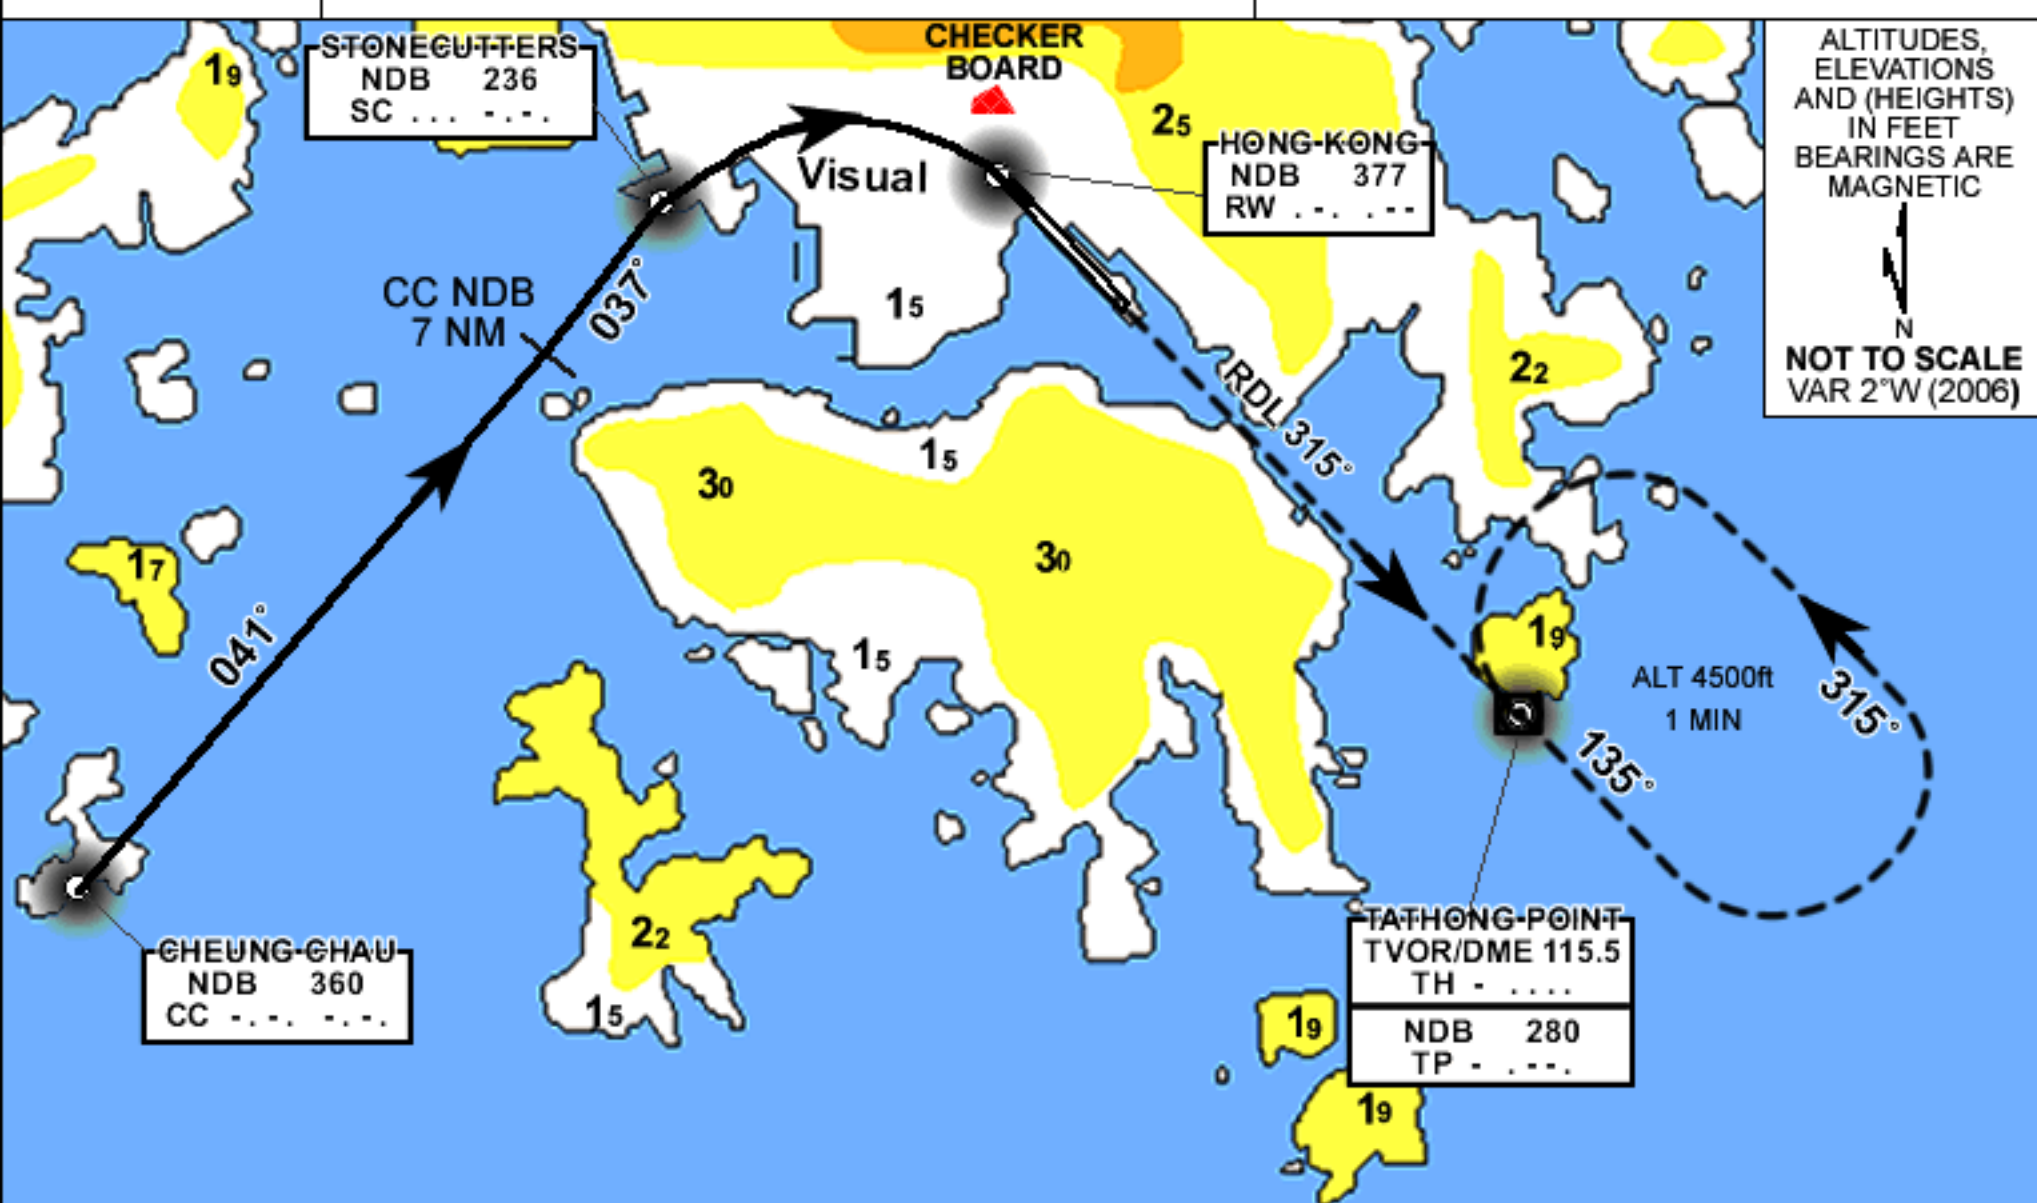 STONECUTTERS
NDB 236
SC ... -.-.
19
CHECKER
BOARD
25
Visual
HONG KONG
NDB 377
RW .-. .--
ALTITUDES,
ELEVATIONS
AND (HEIGHTS)
IN FEET
BEARINGS ARE
MAGNETIC
N
NOT TO SCALE
VAR 2°W (2006)
CC NDB
7 NM
037°
15
22
RDL 315°
15
30
30
17
041°
15
19
ALT 4500ft
1 MIN
315°
135°
CHEUNG CHAU
NDB 360
CC -.-. -.-.
22
15
TATHONG POINT
TVOR/DME 115.5
TH - ....
NDB 280
TP - .--.
19
19